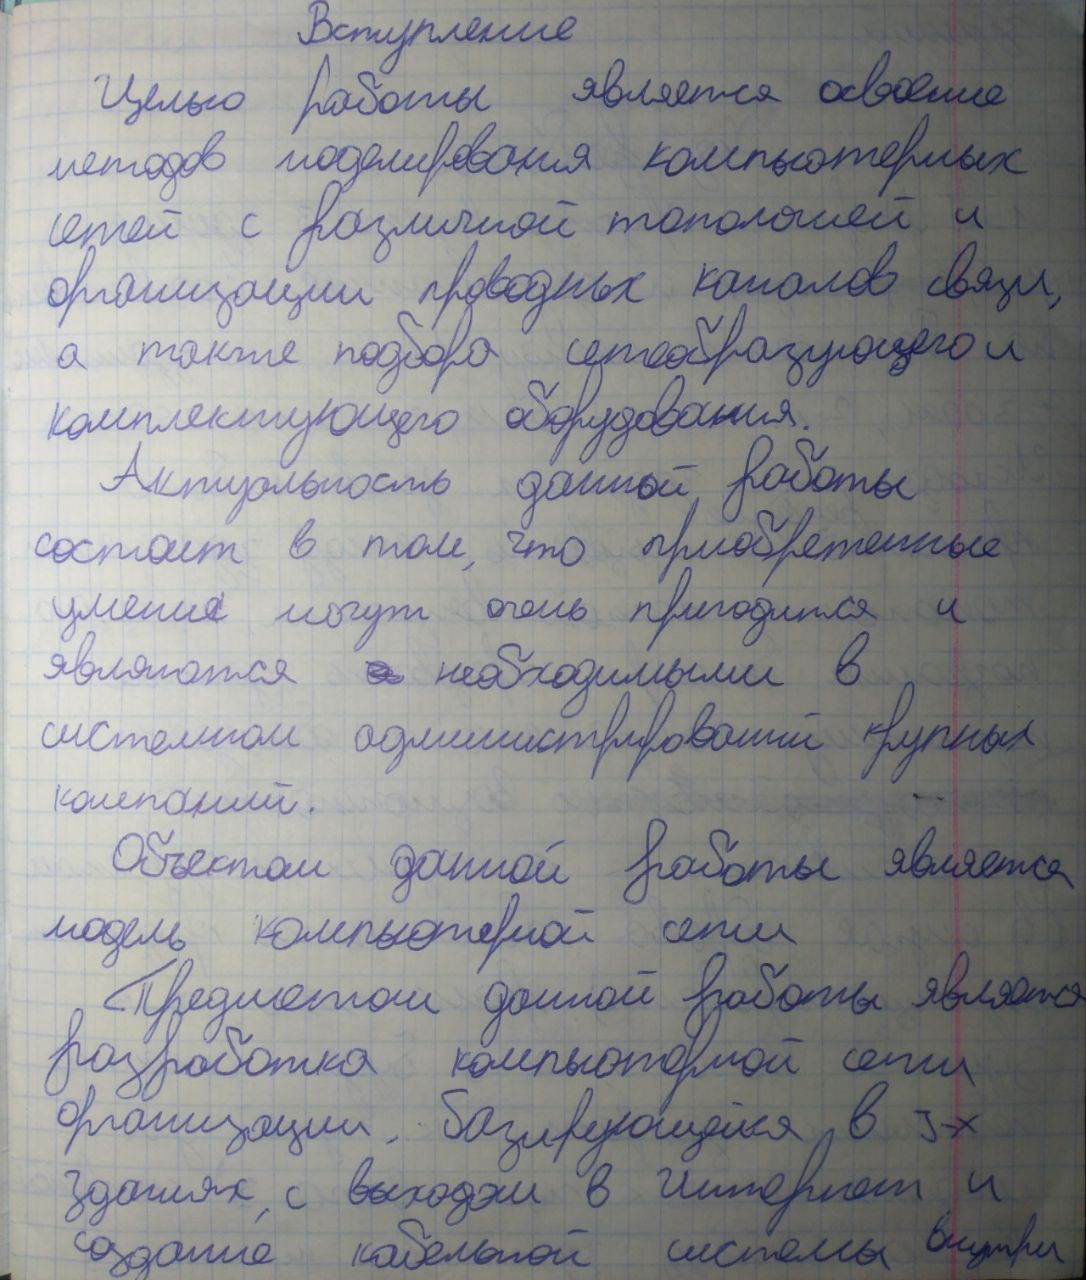 Вступление
Целью работы является освоение
методов моделирования компьютерных
сетей с различной топологией и
организации проводных каналов связи,
а также подбора сетеобразующего и
комплектующего оборудования.
Актуальность данной работы
состоит в том, что приобретенные
умения могут очень пригодится и
являются необходимыми в
системном администрировании крупных
компаний.
Объектом данной работы является
модель компьютерной сети
Предметом данной работы является
разработка компьютерной сети
организации, базирующейся в 3-х
зданиях, с выходом в Интернет и
создание кабельной системы внутри